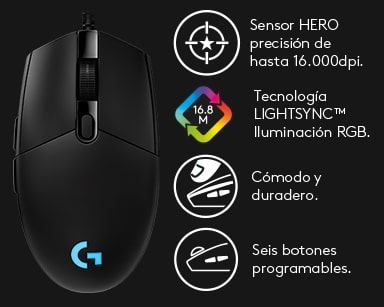 Sensor HERO
precisión de
hasta 16.000dpi.
16.8
M
Tecnología
LIGHTSYNC™
Iluminación RGB.
Cómodo y
duradero.
Seis botones
programables.
G